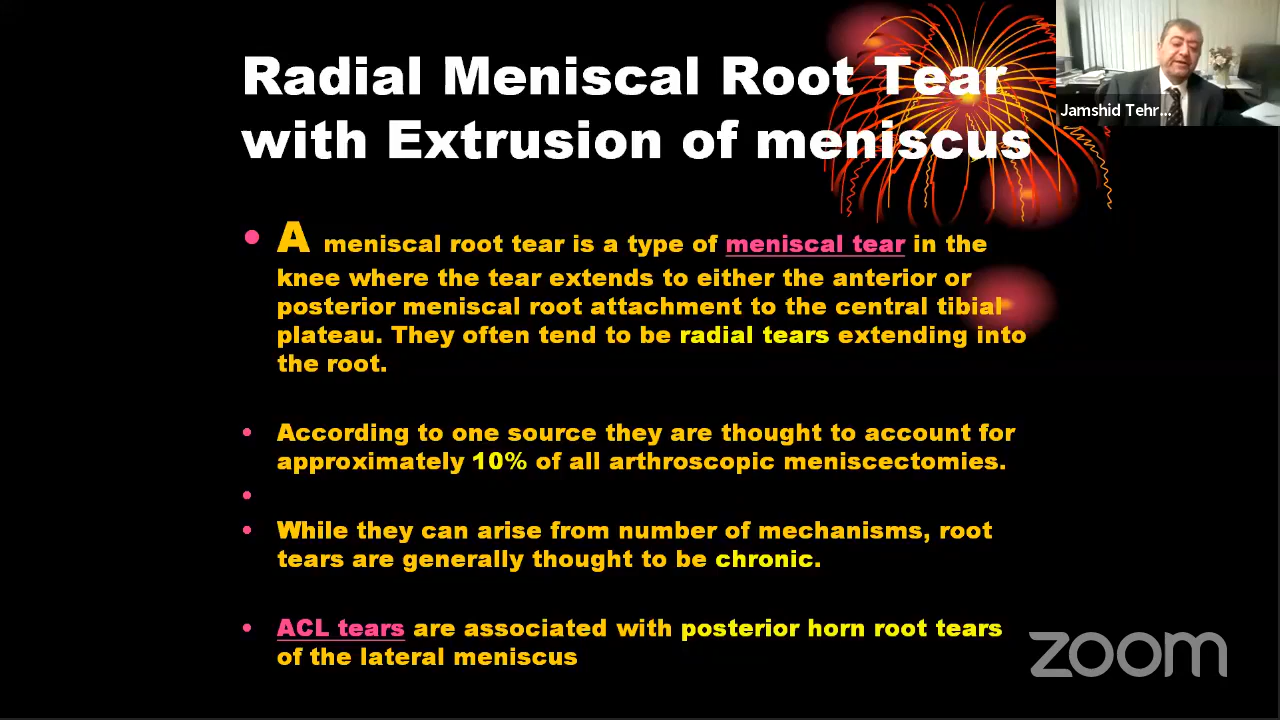 Radial Meniscal Root Tear
with Extrusion of meniscus
Jamshid Tehr...
• A meniscal root tear is a type of meniscal tear in the
knee where the tear extends to either the anterior or
posterior meniscal root attachment to the central tibial
plateau. They often tend to be radial tears extending into
the root.
• According to one source they are thought to account for
approximately 10% of all arthroscopic meniscectomies.
•
• While they can arise from number of mechanisms, root
tears are generally thought to be chronic.
• ACL tears are associated with posterior horn root tears
of the lateral meniscus
zoom